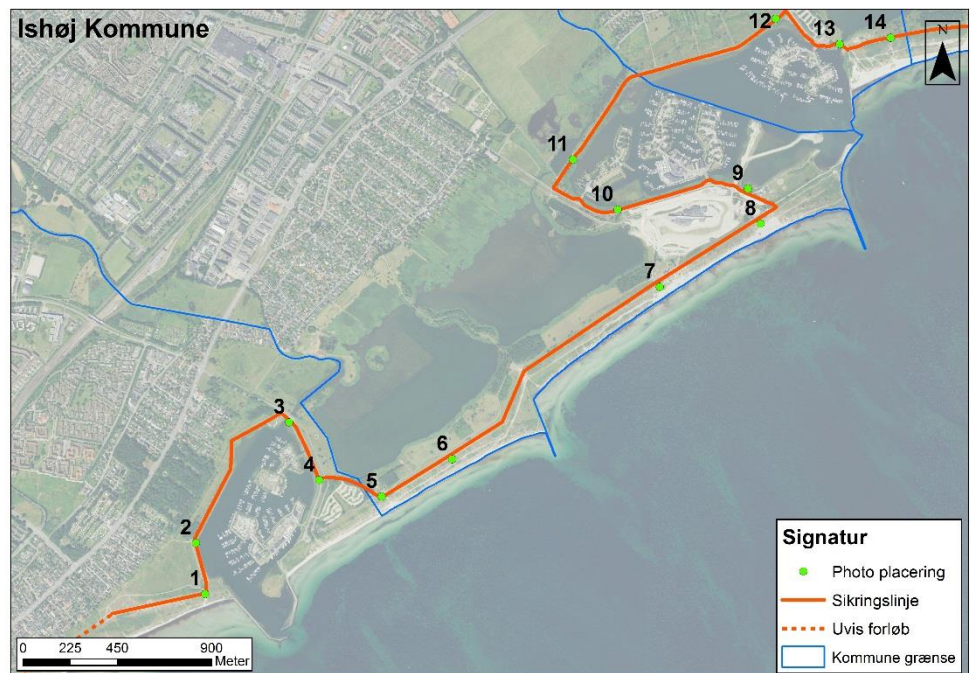 Ishøj Kommune
12
13
14
N
11
10
9
8
7
3
4
5
6
2
1
Signatur
Photo placering
Sikringslinje
Uvis forløb
Kommune grænse
0 225 450 900
Meter